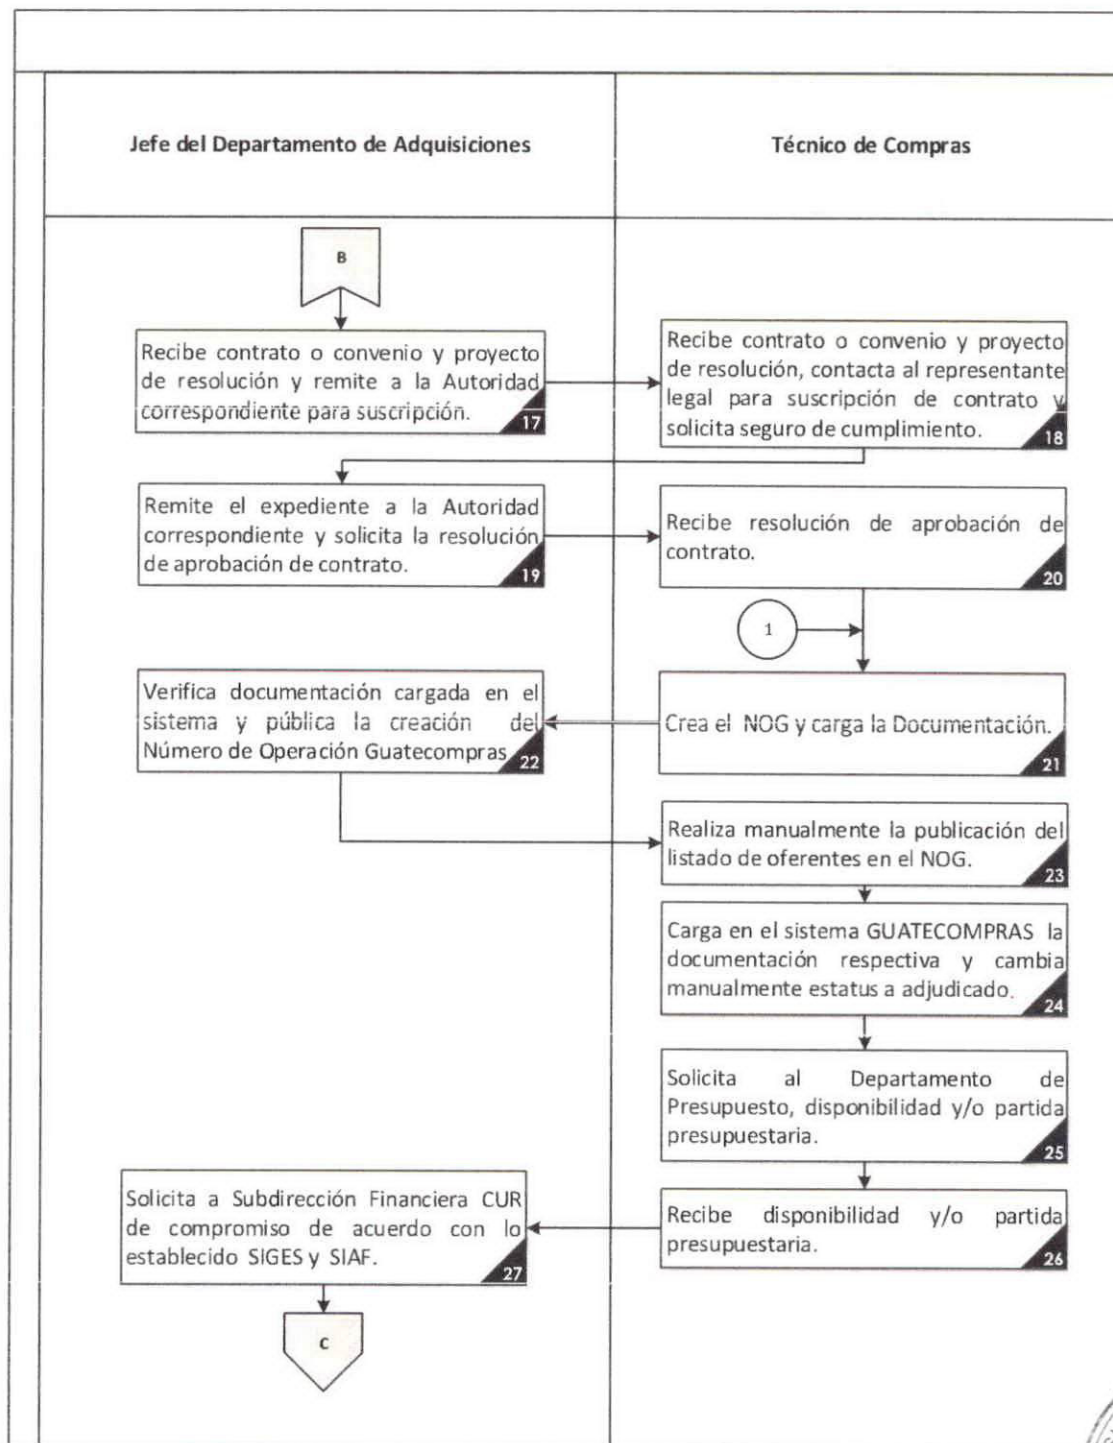 Jefe del Departamento de Adquisiciones
Técnico de Compras
B
Recibe contrato o convenio y proyecto
de resolución y remite a la Autoridad
correspondiente para suscripción.
17
Recibe contrato o convenio y proyecto
de resolución, contacta al representante
legal para suscripción de contrato y
solicita seguro de cumplimiento.
18
Remite el expediente a la Autoridad
correspondiente y solicita la resolución
de aprobación de contrato.
19
Recibe resolución de aprobación de
contrato.
20
1
Crea el NOG y carga la Documentación.
21
Verifica documentación cargada en el
sistema y pública la creación del
Número de Operación Guatecompras
22
Realiza manualmente la publicación del
listado de oferentes en el NOG.
23
Carga en el sistema GUATECOMPRAS la
documentación respectiva y cambia
manualmente estatus a adjudicado.
24
Solicita al Departamento de
Presupuesto, disponibilidad y/o partida
presupuestaria.
25
Recibe disponibilidad y/o partida
presupuestaria.
26
Solicita a Subdirección Financiera CUR
de compromiso de acuerdo con lo
establecido SIGES y SIAF.
27
C